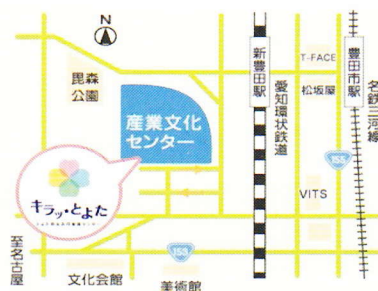 N
毘森
公園
産業文化
センター
キラッ・とよた
至名古屋
文化会館
153
美術館
新豊田駅
愛知環状鉄道
T-FACE
松坂屋
豊田市駅
名鉄三河線
155
VITS